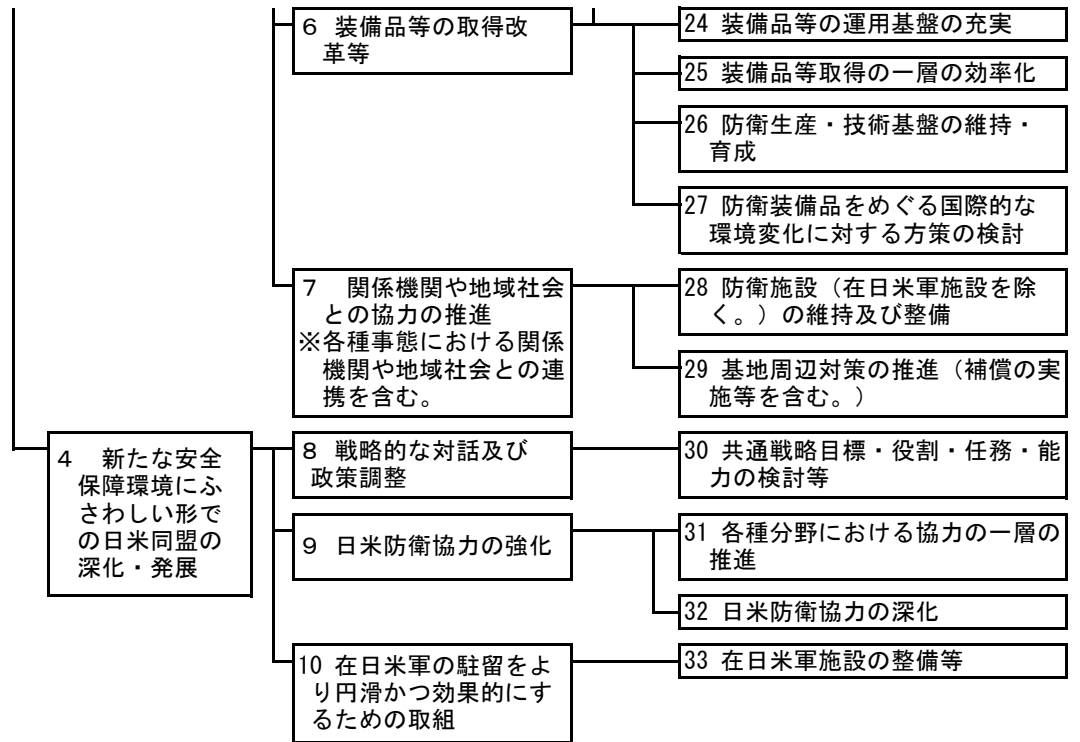 6 装備品等の取得改
革等
24 装備品等の運用基盤の充実
25 装備品等取得の一層の効率化
26 防衛生産・技術基盤の維持・
育成
27 防衛装備品をめぐる国際的な
環境変化に対する方策の検討
7 関係機関や地域社会
との協力の推進
※各種事態における関係
機関や地域社会との連
携を含む。
28 防衛施設(在日米軍施設を除
く。)の維持及び整備
29 基地周辺対策の推進(補償の実
施等を含む。)
4 新たな安全
保障環境にふ
さわしい形で
の日米同盟の
深化・発展
8 戦略的な対話及び
政策調整
30 共通戦略目標・役割・任務・能
力の検討等
9 日米防衛協力の強化
31 各種分野における協力の一層の
推進
32 日米防衛協力の深化
10 在日米軍の駐留をよ
り円滑かつ効果的にす
るための取組
33 在日米軍施設の整備等